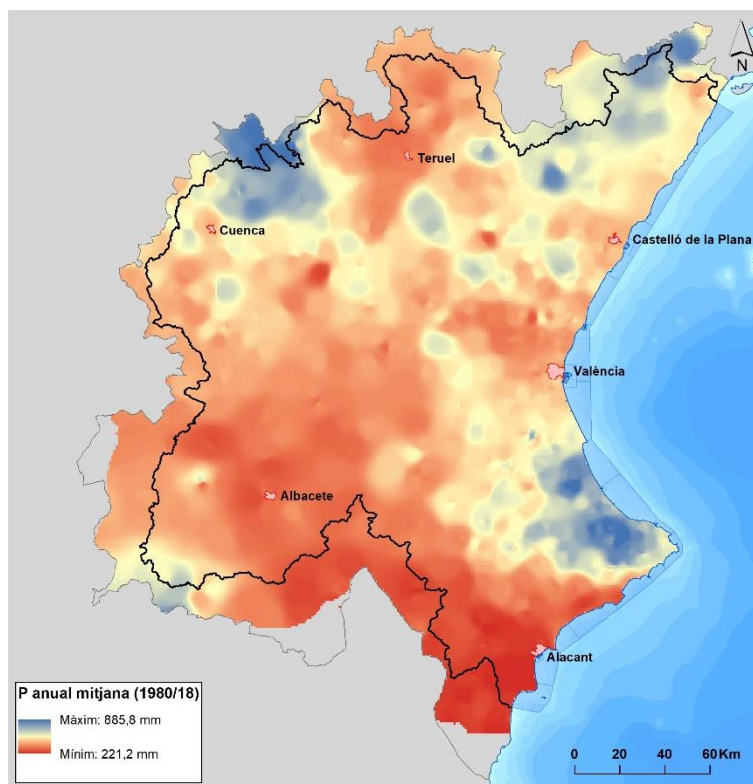 N
Teruel
Cuenca
Castelló de la Plana
València
Albacete
Alacant
P anual mitjana (1980/18)
Màxim: 885,8 mm
Mínim: 221,2 mm
0 20 40 60 Km